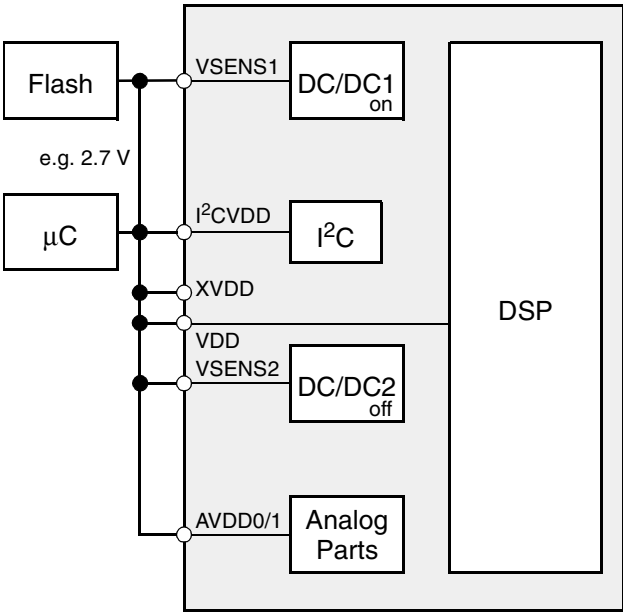 Flash
VSENS1
DC/DC1
on
e.g. 2.7 V
μC
I²CVDD
I²C
XVDD
DSP
VDD
VSENS2
DC/DC2
off
AVDD0/1
Analog
Parts